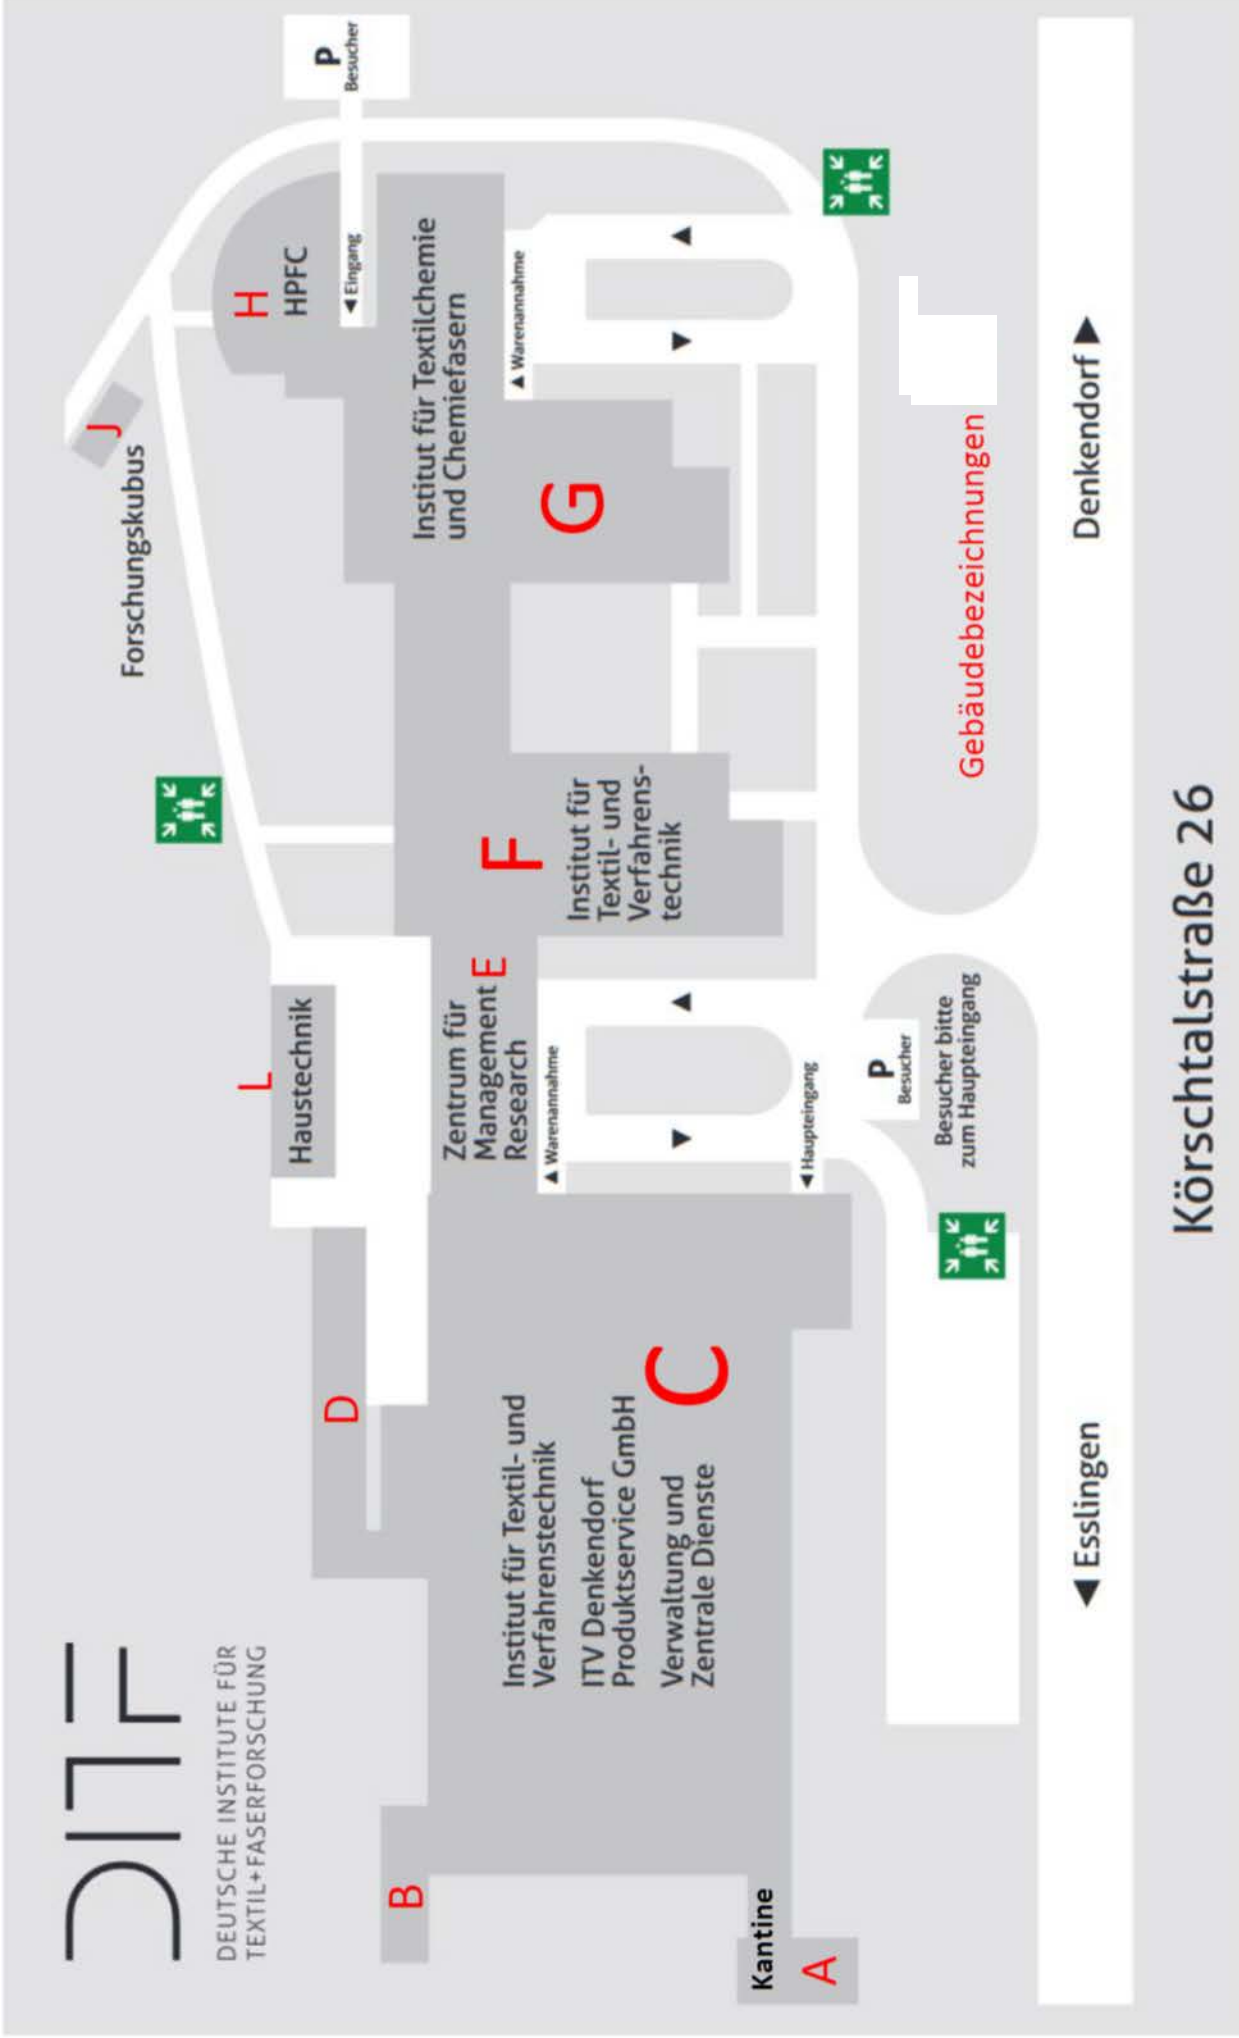 DITF
DEUTSCHE INSTITUTE FÜR
TEXTIL+FASERFORSCHUNG
Forschungskubus
J
L
Haustechnik
H
HPFC
P
Besucher
◀ Eingang
D
B
Institut für Textilchemie
und Chemiefasern
G
▲ Warenannahme
Zentrum für
Management
Research
E
F
Institut für
Textil- und
Verfahrens-
technik
▲ Warenannahme
Institut für Textil- und
Verfahrenstechnik
ITV Denkendorf
Produktservice GmbH
Verwaltung und
Zentrale Dienste
C
Kantine
A
◀ Haupteingang
P
Besucher
Besucher bitte
zum Haupteingang
Gebäudebezeichnungen
◀ Esslingen
Denkendorf ▶
Körschtalstraße 26